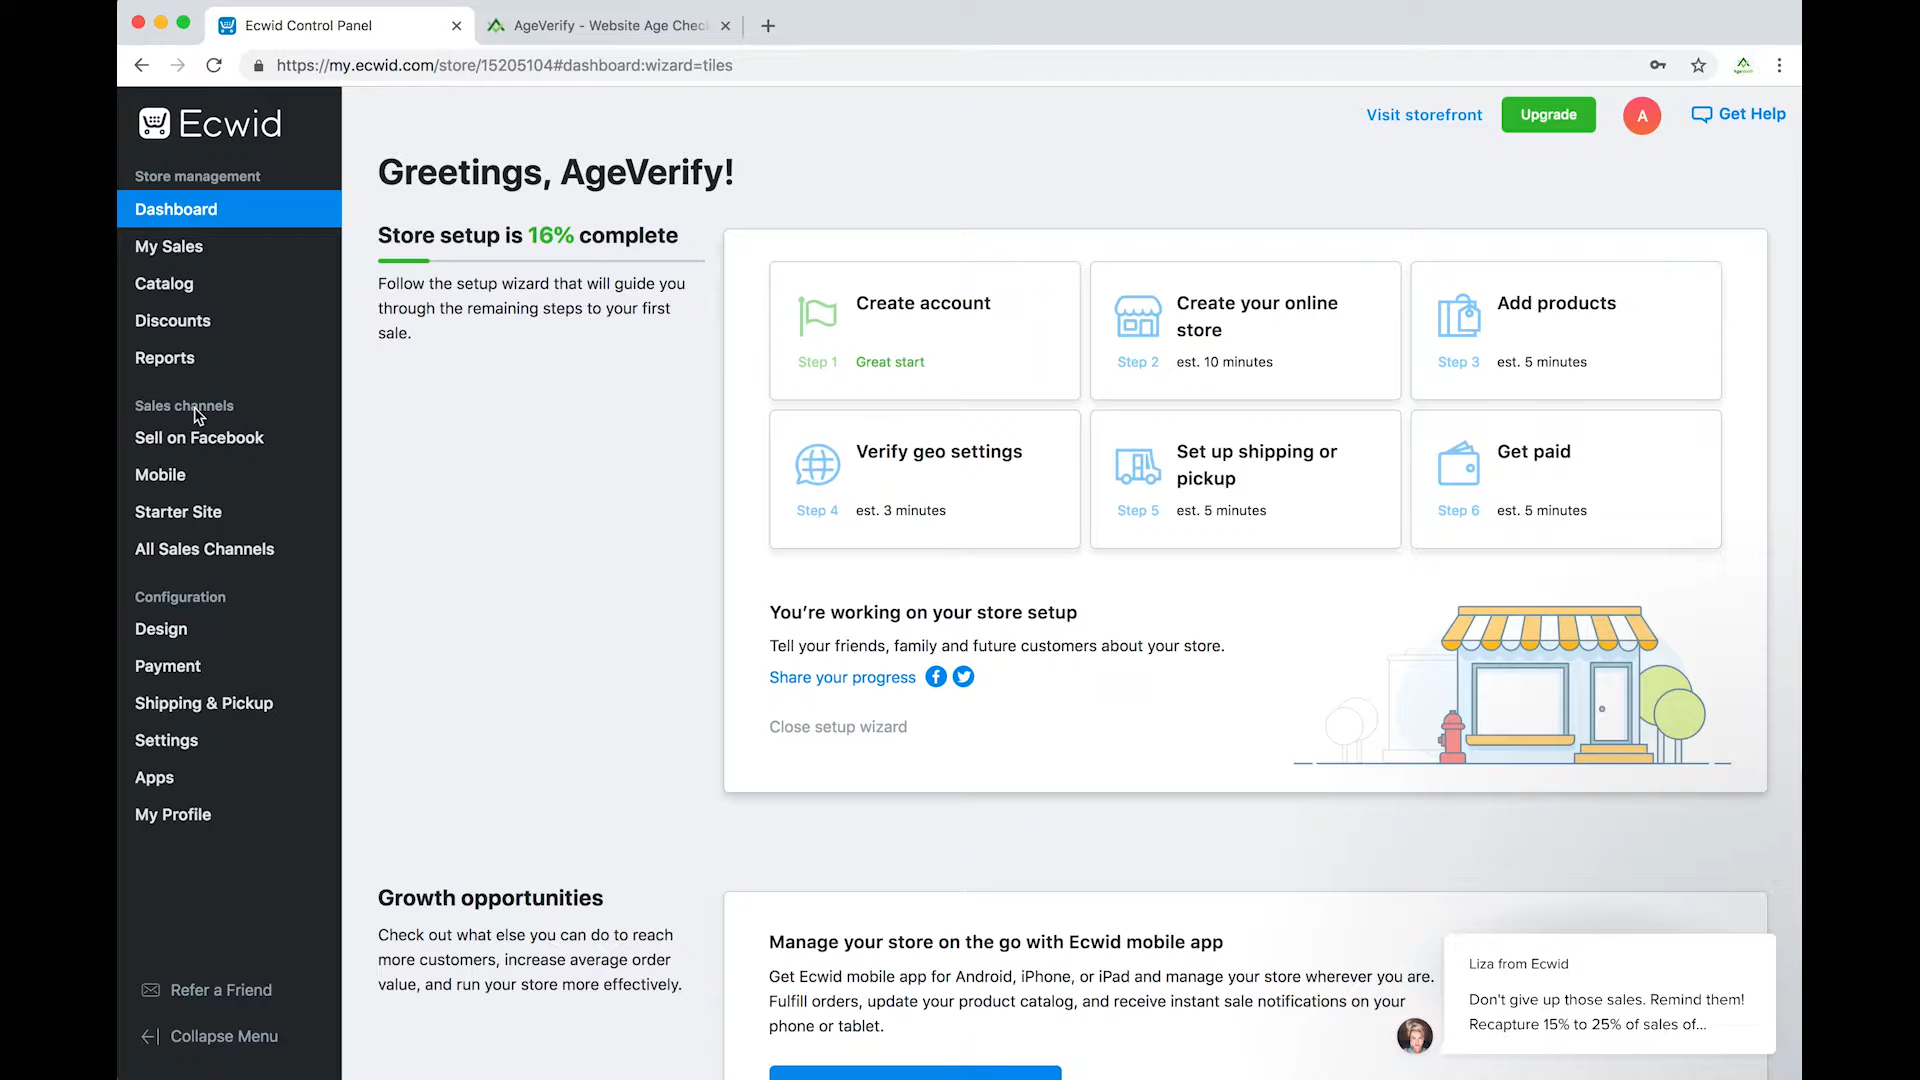 Ecwid Control Panel
AgeVerify - Website Age Chec
https://my.ecwid.com/store/15205104#dashboard:wizard=tiles
Ecwid
Store management
Dashboard
My Sales
Catalog
Discounts
Reports
Sales channels
Sell on Facebook
Mobile
Starter Site
All Sales Channels
Configuration
Design
Payment
Shipping & Pickup
Settings
Apps
My Profile
Refer a Friend
Collapse Menu
Visit storefront
Upgrade
A
Get Help
Greetings, AgeVerify!
Store setup is 16% complete
Follow the setup wizard that will guide you
through the remaining steps to your first
sale.
Create account
Step 1 Great start
Create your online
store
Step 2 est. 10 minutes
Add products
Step 3 est. 5 minutes
Verify geo settings
Step 4 est. 3 minutes
Set up shipping or
pickup
Step 5 est. 5 minutes
Get paid
Step 6 est. 5 minutes
You're working on your store setup
Tell your friends, family and future customers about your store.
Share your progress
Close setup wizard
Growth opportunities
Check out what else you can do to reach
more customers, increase average order
value, and run your store more effectively.
Manage your store on the go with Ecwid mobile app
Get Ecwid mobile app for Android, iPhone, or iPad and manage your store wherever you are.
Fulfill orders, update your product catalog, and receive instant sale notifications on your
phone or tablet.
Liza from Ecwid
Don't give up those sales. Remind them!
Recapture 15% to 25% of sales of...